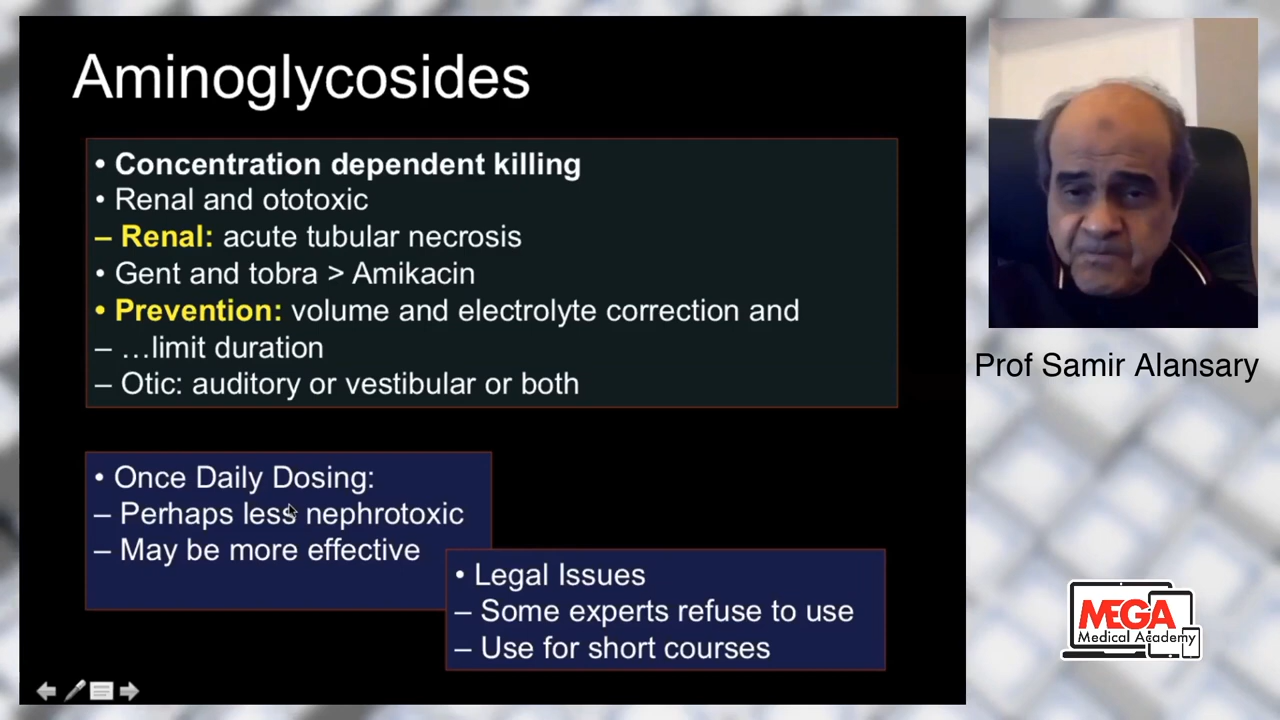 Aminoglycosides
• Concentration dependent killing
• Renal and ototoxic
– Renal: acute tubular necrosis
• Gent and tobra > Amikacin
• Prevention: volume and electrolyte correction and
– …limit duration
– Otic: auditory or vestibular or both
• Once Daily Dosing:
– Perhaps less nephrotoxic
– May be more effective
• Legal Issues
– Some experts refuse to use
– Use for short courses
Prof Samir Alansary
MEGA
Medical Academy